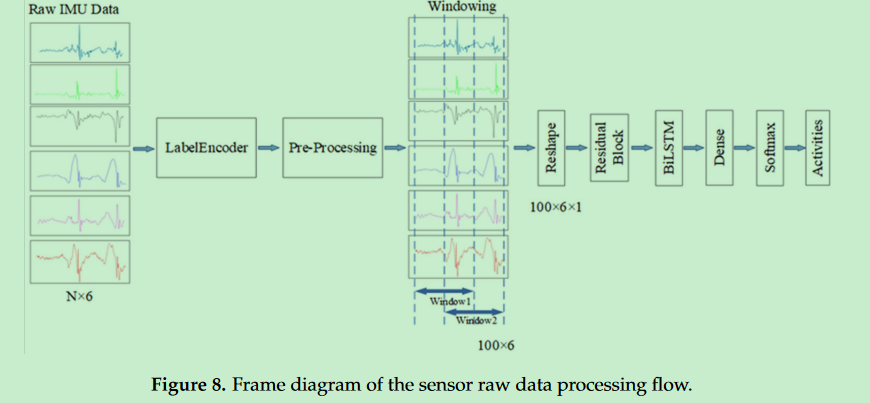 Raw IMU Data
Windowing
LabelEncoder
Pre-Processing
Reshape
Residual
Block
BiLSTM
Dense
Softmax
Activities
100×6×1
N×6
Window1
Window2
100×6
Figure 8. Frame diagram of the sensor raw data processing flow.